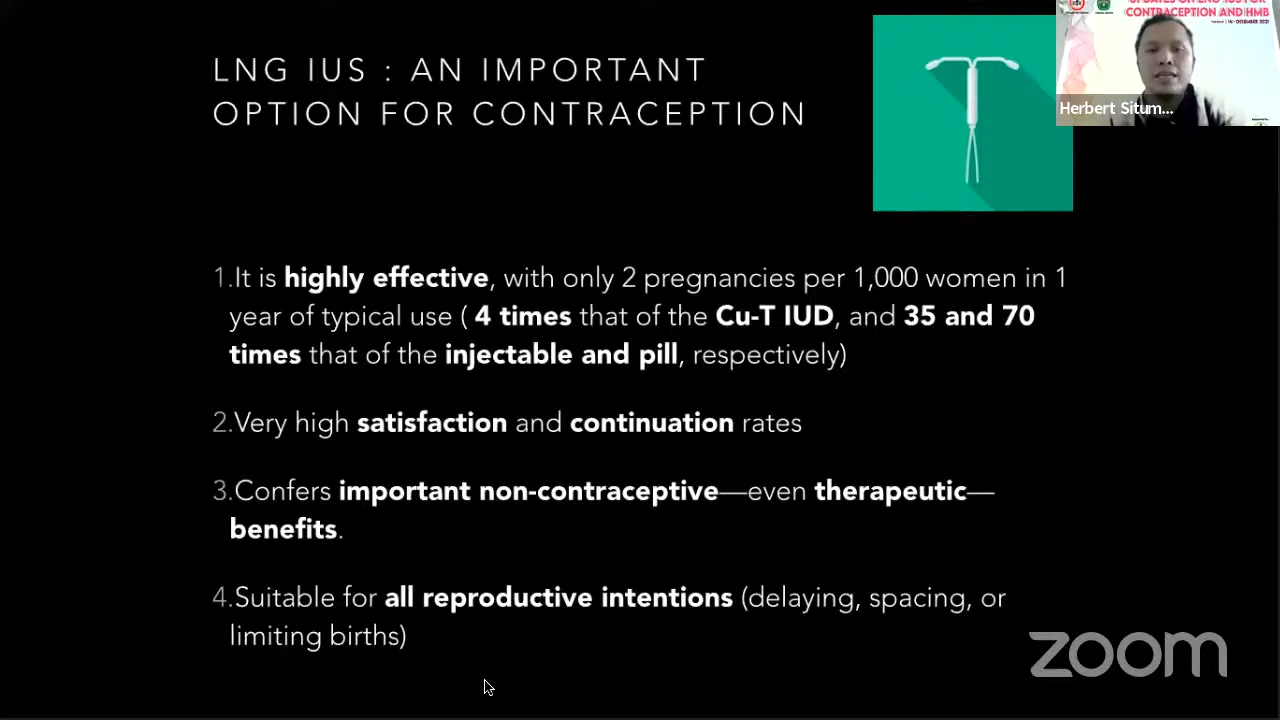 LNG IUS : AN IMPORTANT
OPTION FOR CONTRACEPTION
CONTRACEPTION AND HMB
Herbert Situm...
1.It is highly effective, with only 2 pregnancies per 1,000 women in 1
year of typical use ( 4 times that of the Cu-T IUD, and 35 and 70
times that of the injectable and pill, respectively)
2.Very high satisfaction and continuation rates
3.Confers important non-contraceptive—even therapeutic—
benefits.
4.Suitable for all reproductive intentions (delaying, spacing, or
limiting births)
zoom